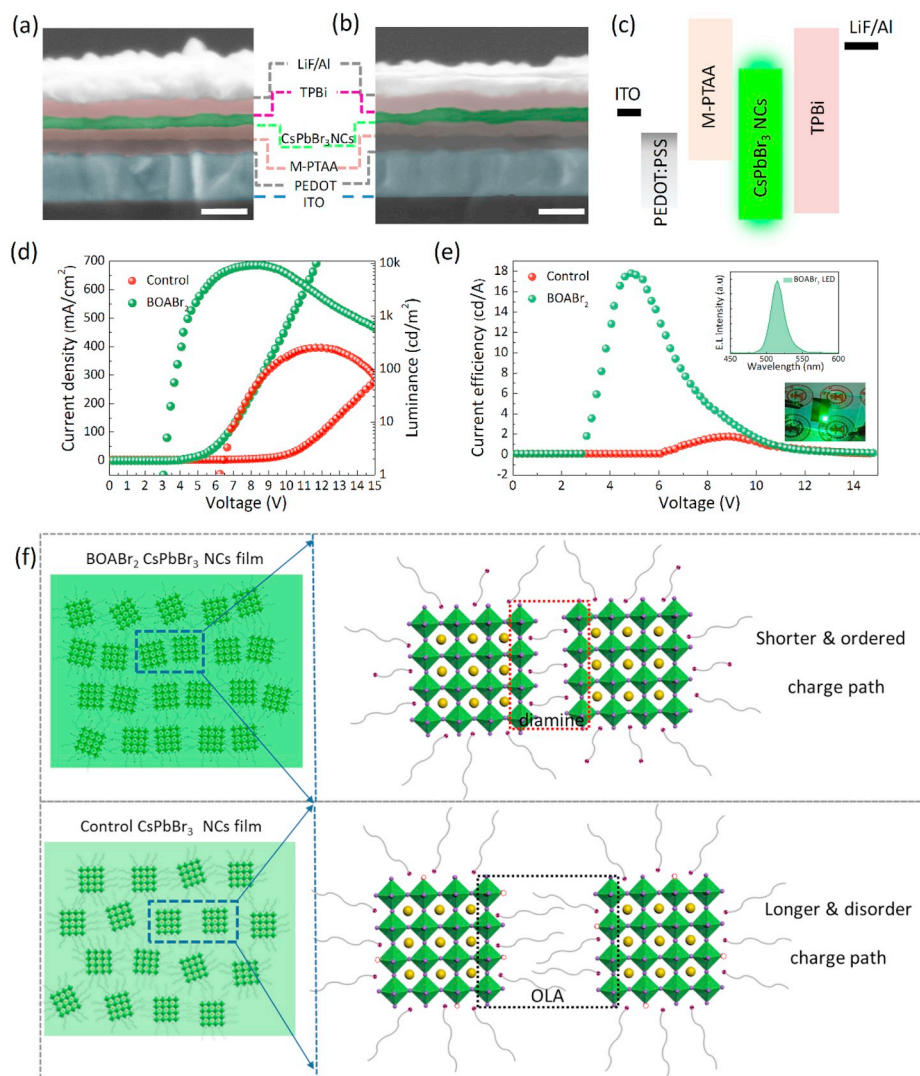 (a)
(b)
(c)
LiF/Al
TPBi
CsPbBr₃NCs
M-PTAA
PEDOT
ITO
ITO
PEDOT:PSS
M-PTAA
CsPbBr₃ NCs
TPBi
LiF/Al
(d)
Current density (mA/cm²)
700
600
500
400
300
200
100
0
Control
BOABr₂
10k
1k
100
10
1
Luminance (cd/m²)
0 1 2 3 4 5 6 7 8 9 10 11 12 13 14 15
Voltage (V)
(e)
Current efficiency (cd/A)
18
16
14
12
10
8
6
4
2
0
-2
Control
BOABr₂
E.L Intensity (a.u)
BOABr₂ LED
450 500 550 600
Wavelength (nm)
0 2 4 6 8 10 12 14
Voltage (V)
(f)
BOABr₂ CsPbBr₃ NCs film
diamine
Shorter & ordered
charge path
Control CsPbBr₃ NCs film
OLA
Longer & disorder
charge path